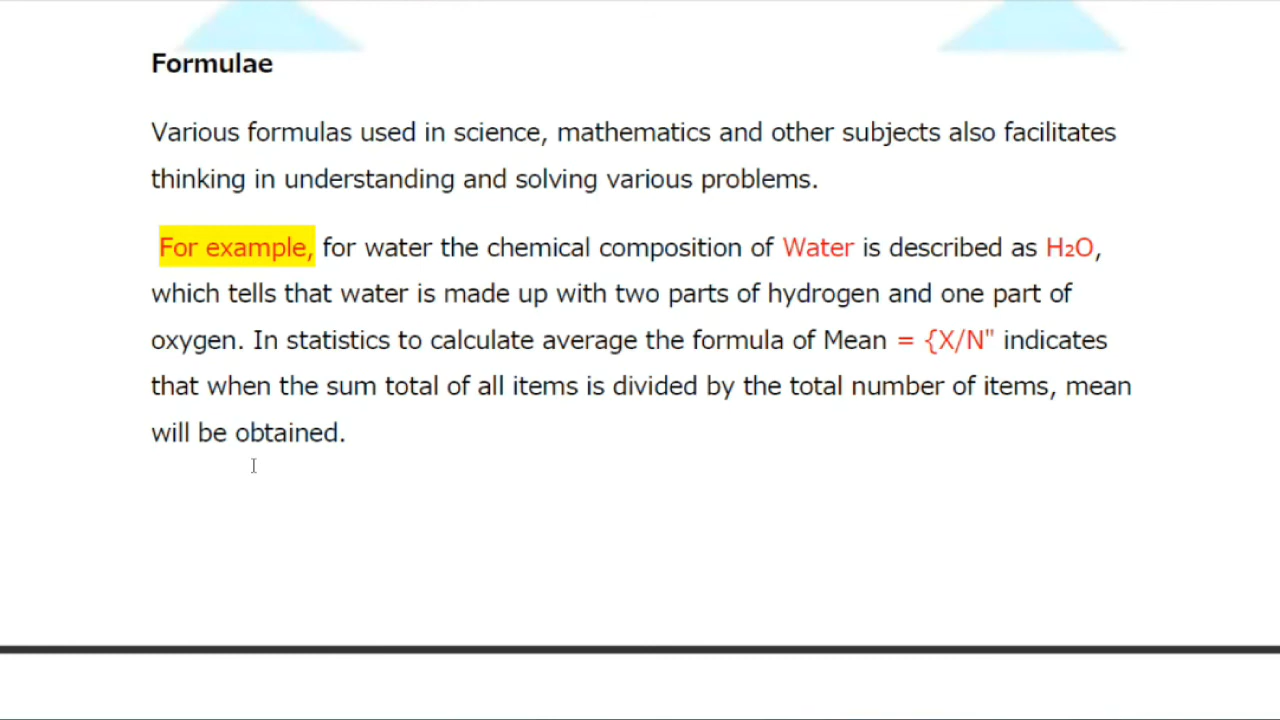 Formulae
Various formulas used in science, mathematics and other subjects also facilitates
thinking in understanding and solving various problems.
For example, for water the chemical composition of Water is described as H₂O,
which tells that water is made up with two parts of hydrogen and one part of
oxygen. In statistics to calculate average the formula of Mean = {X/N" indicates
that when the sum total of all items is divided by the total number of items, mean
will be obtained.